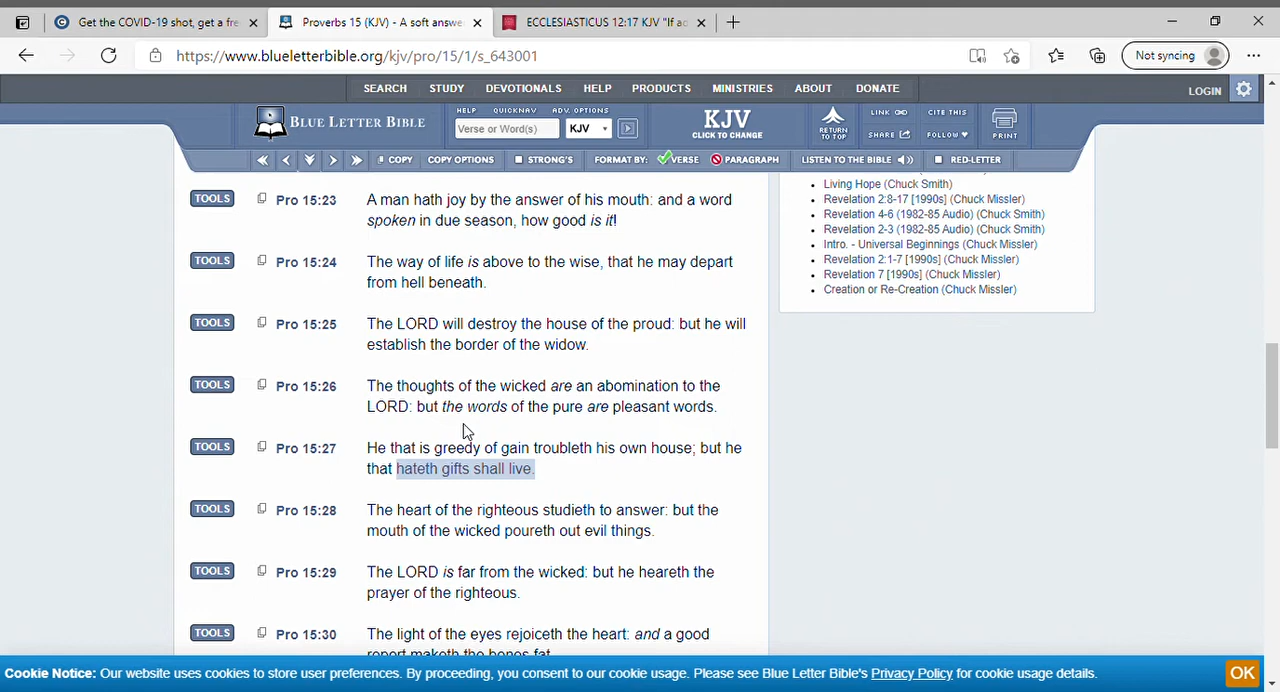 Get the COVID-19 shot, get a fre
Proverbs 15 (KJV) - A soft answe
ECCLESIASTICUS 12:17 KJV "If ad
https://www.blueletterbible.org/kjv/pro/15/1/s_643001
Not syncing
SEARCH STUDY DEVOTIONALS HELP PRODUCTS MINISTRIES ABOUT DONATE
LOGIN
BLUE LETTER BIBLE
HELP QUICKNAV ADV. OPTIONS
Verse or Word(s) KJV
KJV
CLICK TO CHANGE
RETURN
TO TOP
LINK CITE THIS
SHARE FOLLOW
PRINT
COPY COPY OPTIONS STRONG'S FORMAT BY: VERSE PARAGRAPH LISTEN TO THE BIBLE RED-LETTER
TOOLS Pro 15:23 A man hath joy by the answer of his mouth: and a word
spoken in due season, how good is it!
TOOLS Pro 15:24 The way of life is above to the wise, that he may depart
from hell beneath.
TOOLS Pro 15:25 The LORD will destroy the house of the proud: but he will
establish the border of the widow.
TOOLS Pro 15:26 The thoughts of the wicked are an abomination to the
LORD: but the words of the pure are pleasant words.
TOOLS Pro 15:27 He that is greedy of gain troubleth his own house; but he
that hateth gifts shall live.
TOOLS Pro 15:28 The heart of the righteous studieth to answer: but the
mouth of the wicked poureth out evil things.
TOOLS Pro 15:29 The LORD is far from the wicked: but he heareth the
prayer of the righteous.
TOOLS Pro 15:30 The light of the eyes rejoiceth the heart: and a good
report maketh the bones fat.
Living Hope (Chuck Smith)
Revelation 2:8-17 [1990s] (Chuck Missler)
Revelation 4-6 (1982-85 Audio) (Chuck Smith)
Revelation 2-3 (1982-85 Audio) (Chuck Smith)
Intro. - Universal Beginnings (Chuck Missler)
Revelation 2:1-7 [1990s] (Chuck Missler)
Revelation 7 [1990s] (Chuck Missler)
Creation or Re-Creation (Chuck Missler)
Cookie Notice: Our website uses cookies to store user preferences. By proceeding, you consent to our cookie usage. Please see Blue Letter Bible's Privacy Policy for cookie usage details.
OK